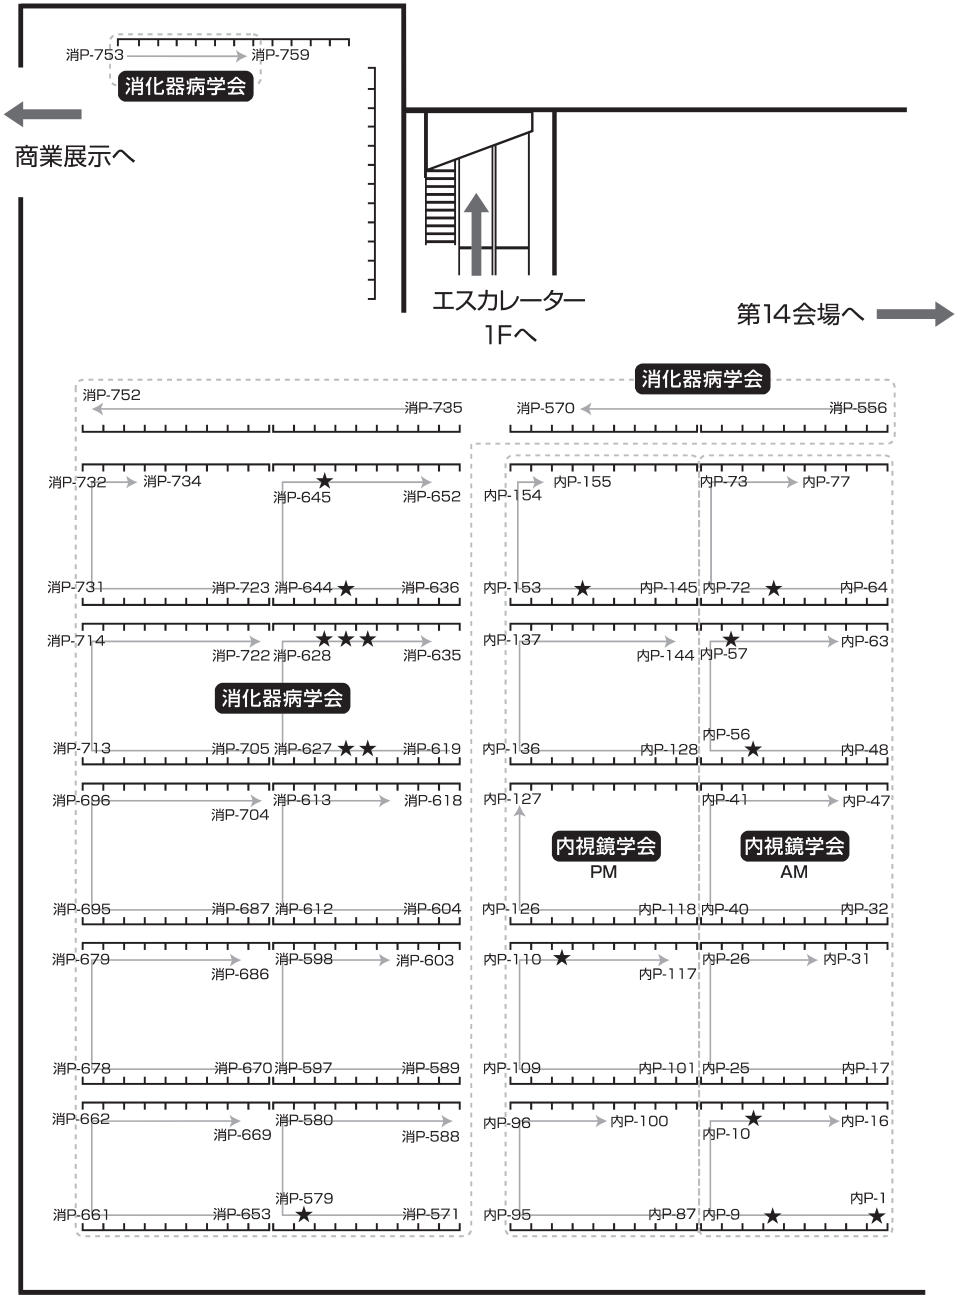 消P-753 消P-759
消化器病学会
商業展示へ
エスカレーター
1Fへ
第14会場へ
消化器病学会
消P-752 消P-735 消P-570 消P-556
消P-732 消P-734 消P-645 消P-652 内P-154 内P-155 内P-73 内P-77
消P-731 消P-723 消P-644 消P-636 内P-153 内P-145 内P-72 内P-64
消P-714 消P-722 消P-628 消P-635 内P-137 内P-144 内P-57 内P-63
消化器病学会
消P-713 消P-705 消P-627 消P-619 内P-136 内P-128 内P-56 内P-48
消P-696 消P-704 消P-613 消P-618 内P-127 内P-41 内P-47
内視鏡学会
PM
内視鏡学会
AM
消P-695 消P-687 消P-612 消P-604 内P-126 内P-118 内P-40 内P-32
消P-679 消P-686 消P-598 消P-603 内P-110 内P-117 内P-26 内P-31
消P-678 消P-670 消P-597 消P-589 内P-109 内P-101 内P-25 内P-17
消P-662 消P-669 消P-580 消P-588 内P-96 内P-100 内P-10 内P-16
消P-661 消P-653 消P-579 消P-571 内P-95 内P-87 内P-9 内P-1